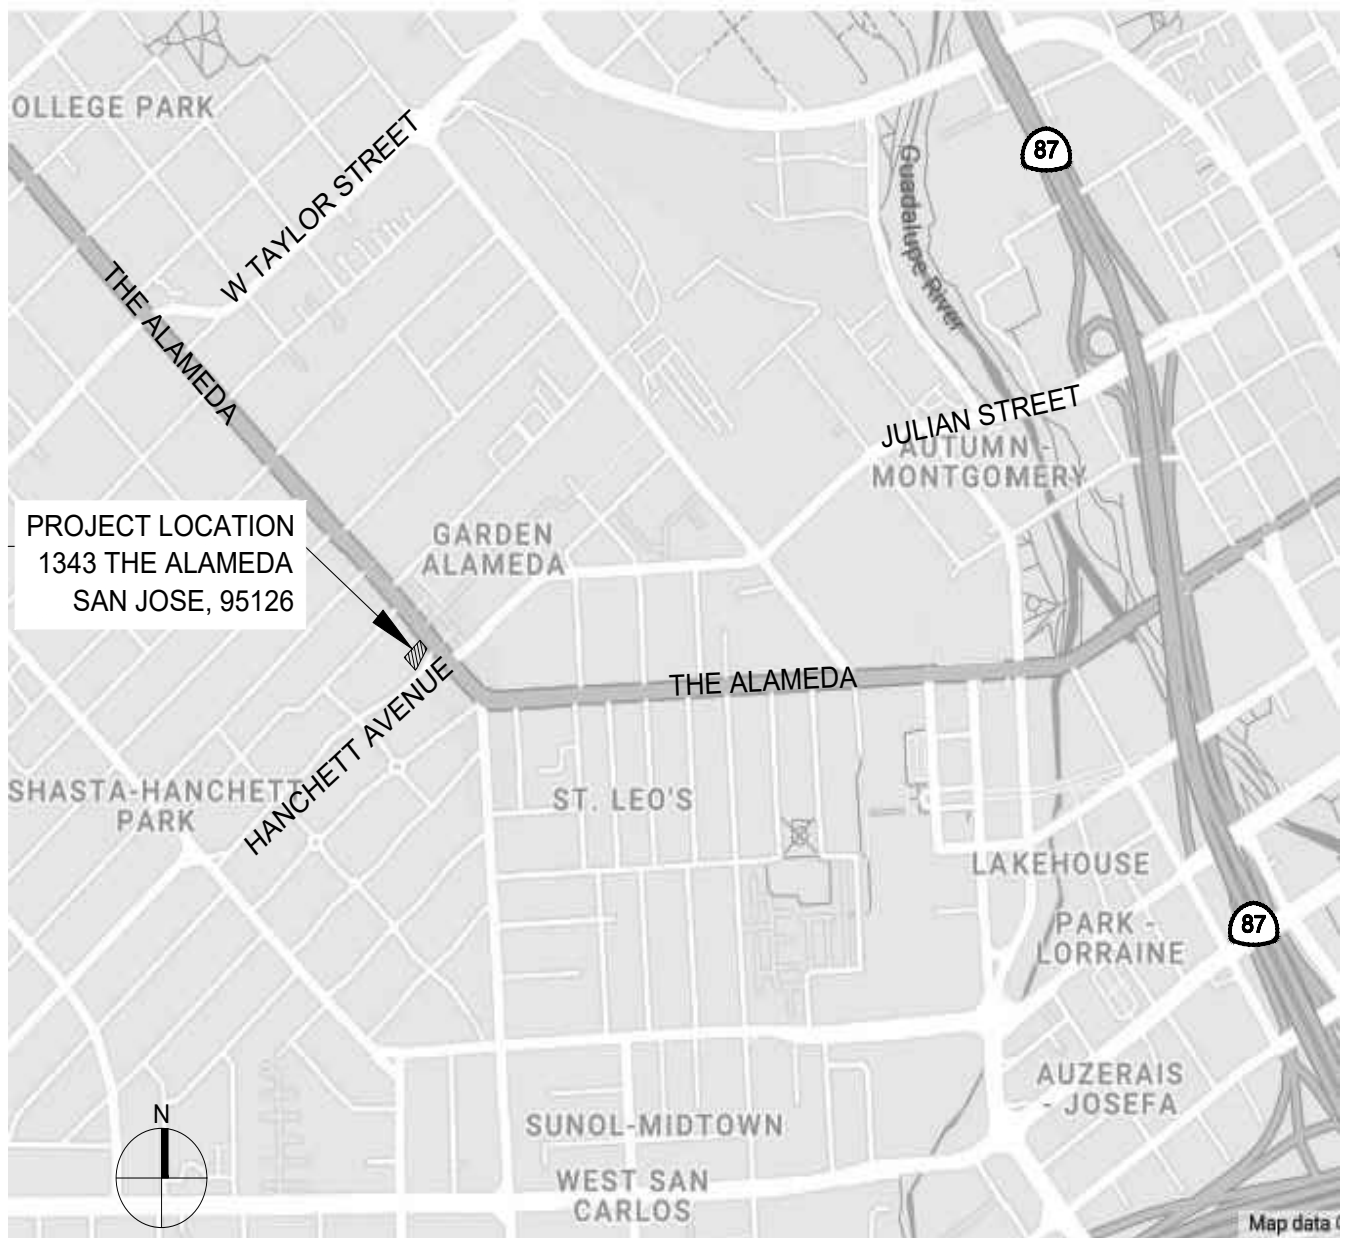 OLLEGE PARK
W TAYLOR STREET
87
Guadalupe River
THE ALAMEDA
JULIAN STREET
AUTUMN -
MONTGOMERY
PROJECT LOCATION
1343 THE ALAMEDA
SAN JOSE, 95126
GARDEN
ALAMEDA
THE ALAMEDA
HANCHETT AVENUE
SHASTA-HANCHETT
PARK
ST. LEO'S
LAKEHOUSE
PARK -
LORRAINE
87
AUZERAIS
- JOSEFA
N
SUNOL-MIDTOWN
WEST SAN
CARLOS
Map data